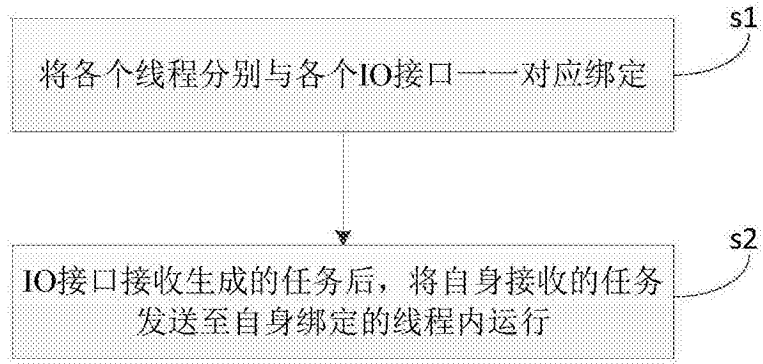 s1
将各个线程分别与各个IO接口一一对应绑定
s2
IO接口接收生成的任务后，将自身接收的任务
发送至自身绑定的线程内运行